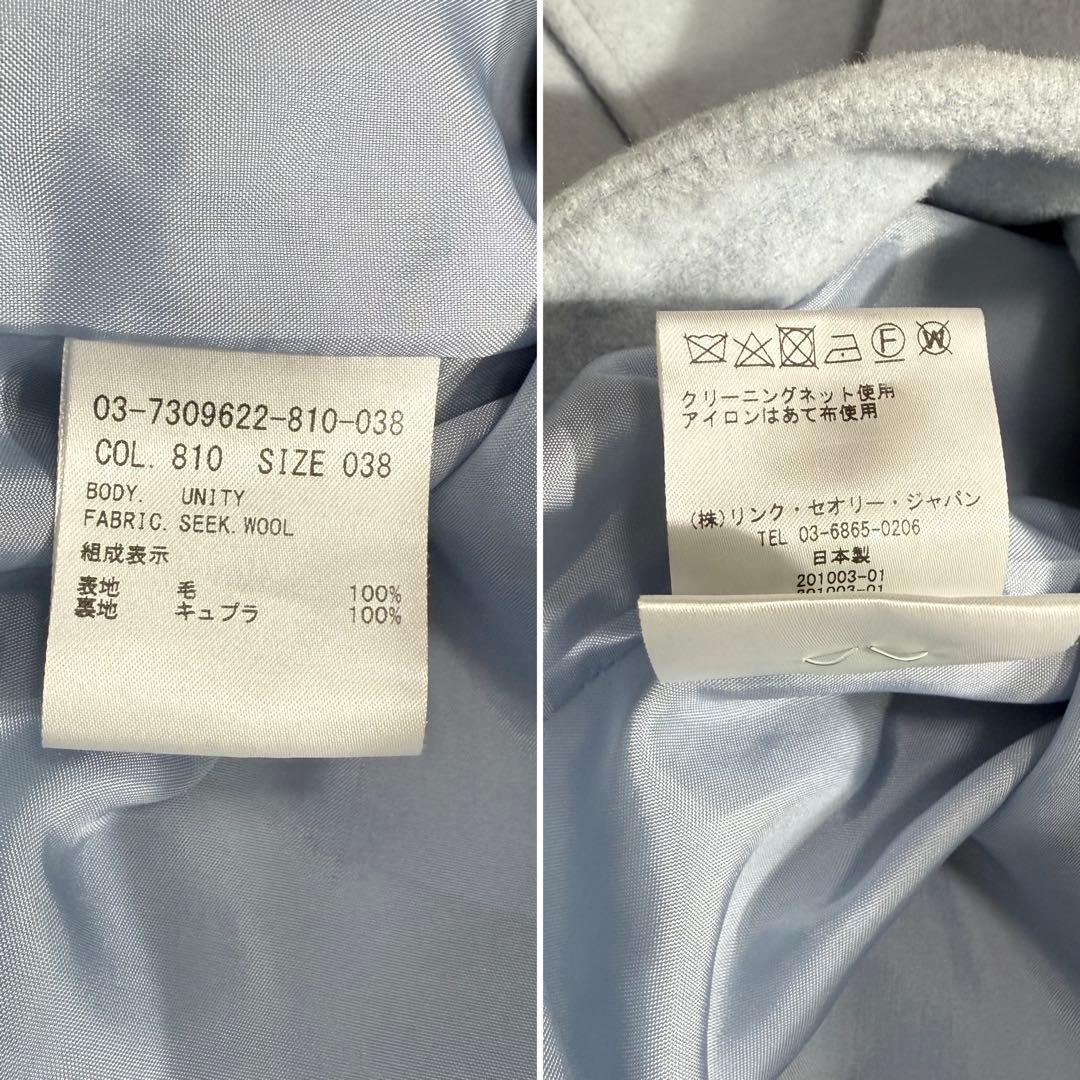 03-7309622-810-038
COL. 810 SIZE 038
BODY. UNITY
FABRIC. SEEK. WOOL
組成表示
表地 毛 100%
裏地 キュプラ 100%
F W
クリーニングネット使用
アイロンはあて布使用
(株)リンク・セオリー・ジャパン
TEL 03-6865-0206
日本製
201003-01
201003-01